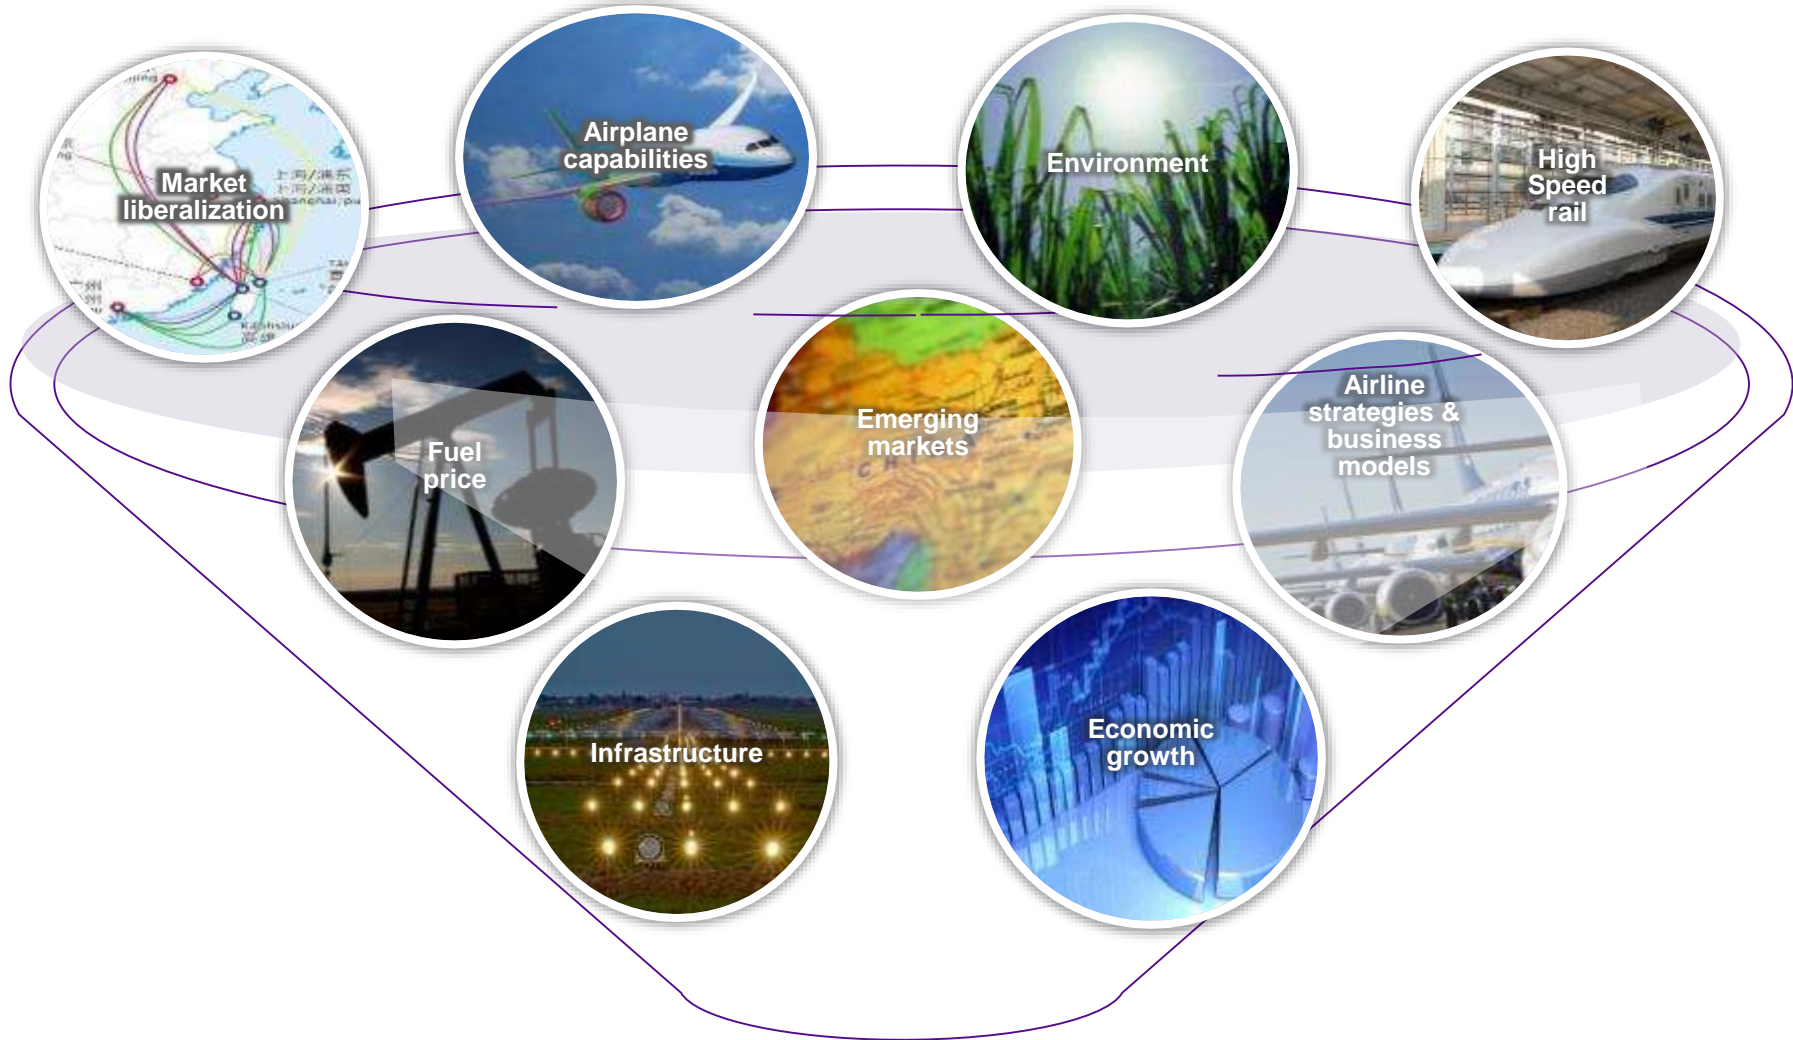 Market
liberalization
Airplane
capabilities
Environment
High
Speed
rail
Fuel
price
Emerging
markets
Airline
strategies &
business
models
Infrastructure
Economic
growth